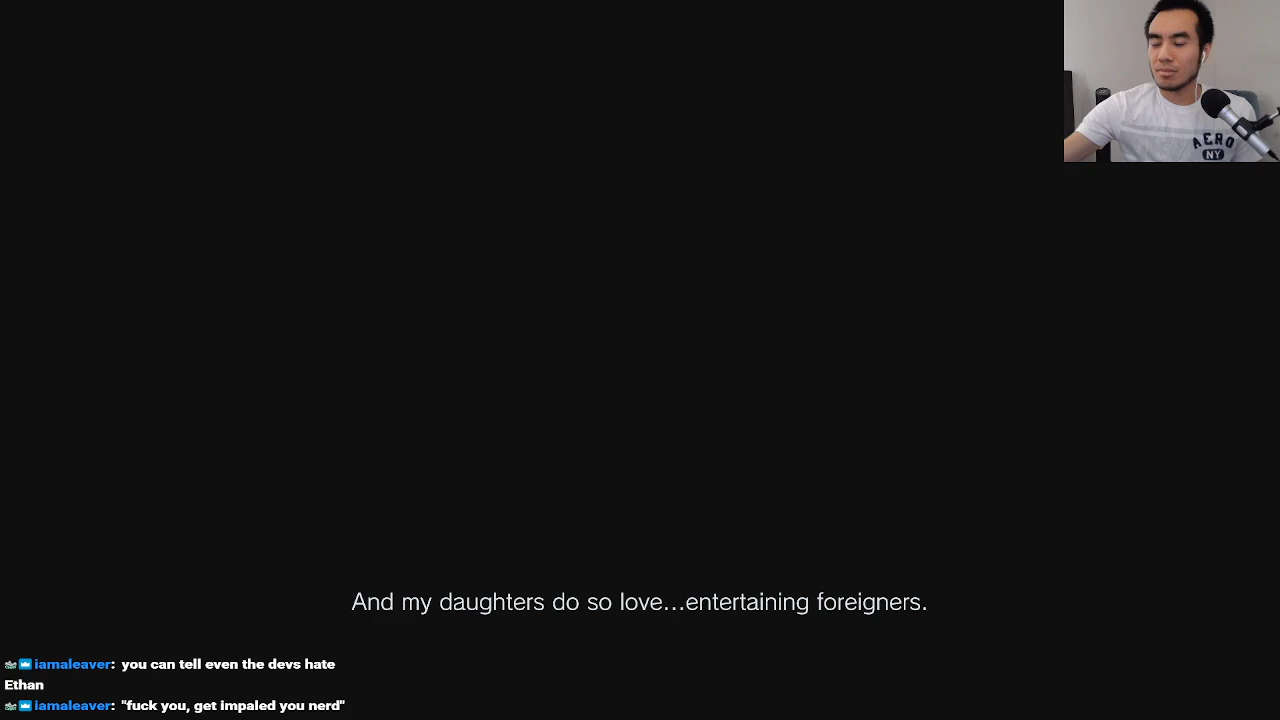 AERO
NY
And my daughters do so love...entertaining foreigners.
iamaleaver: you can tell even the devs hate
Ethan
iamaleaver: "fuck you, get impaled you nerd"